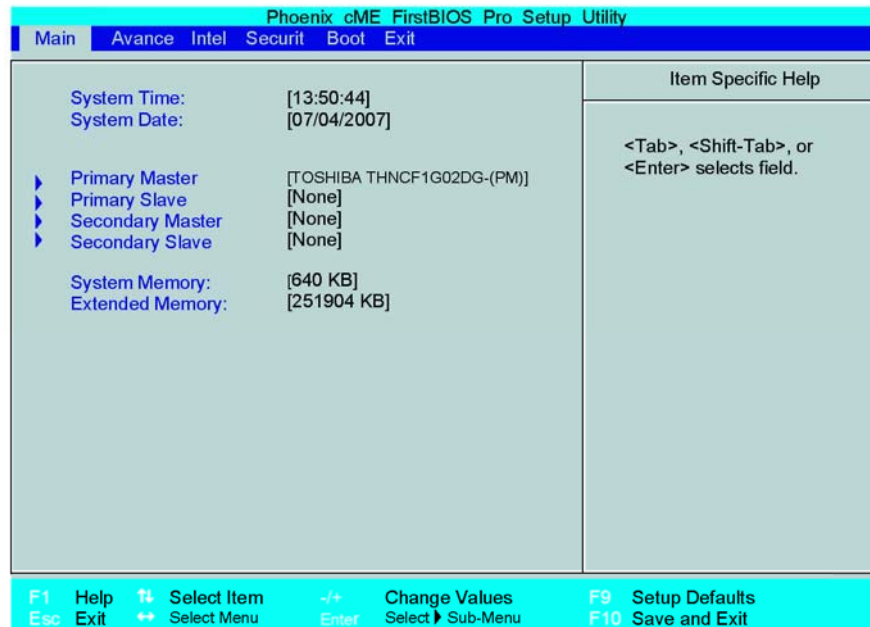 Phoenix cME FirstBIOS Pro Setup Utility
Main Avance Intel Securit Boot Exit
Item Specific Help
System Time: [13:50:44]
System Date: [07/04/2007]
<Tab>, <Shift-Tab>, or
<Enter> selects field.
Primary Master [TOSHIBA THNCF1G02DG-(PM)]
Primary Slave [None]
Secondary Master [None]
Secondary Slave [None]
System Memory: [640 KB]
Extended Memory: [251904 KB]
F1 Help ↑↓ Select Item -/+ Change Values F9 Setup Defaults
Esc Exit ↔ Select Menu Enter Select ▶ Sub-Menu F10 Save and Exit